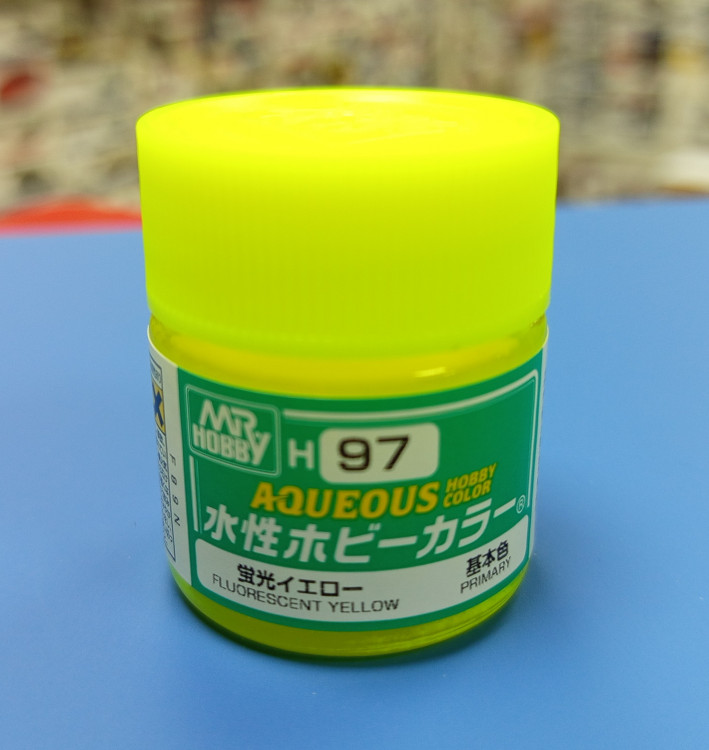 MR
HOBBY
H 97
AQUEOUS HOBBY COLOR
水性ホビーカラー®
蛍光イエロー
FLUORESCENT YELLOW
基本色
PRIMARY